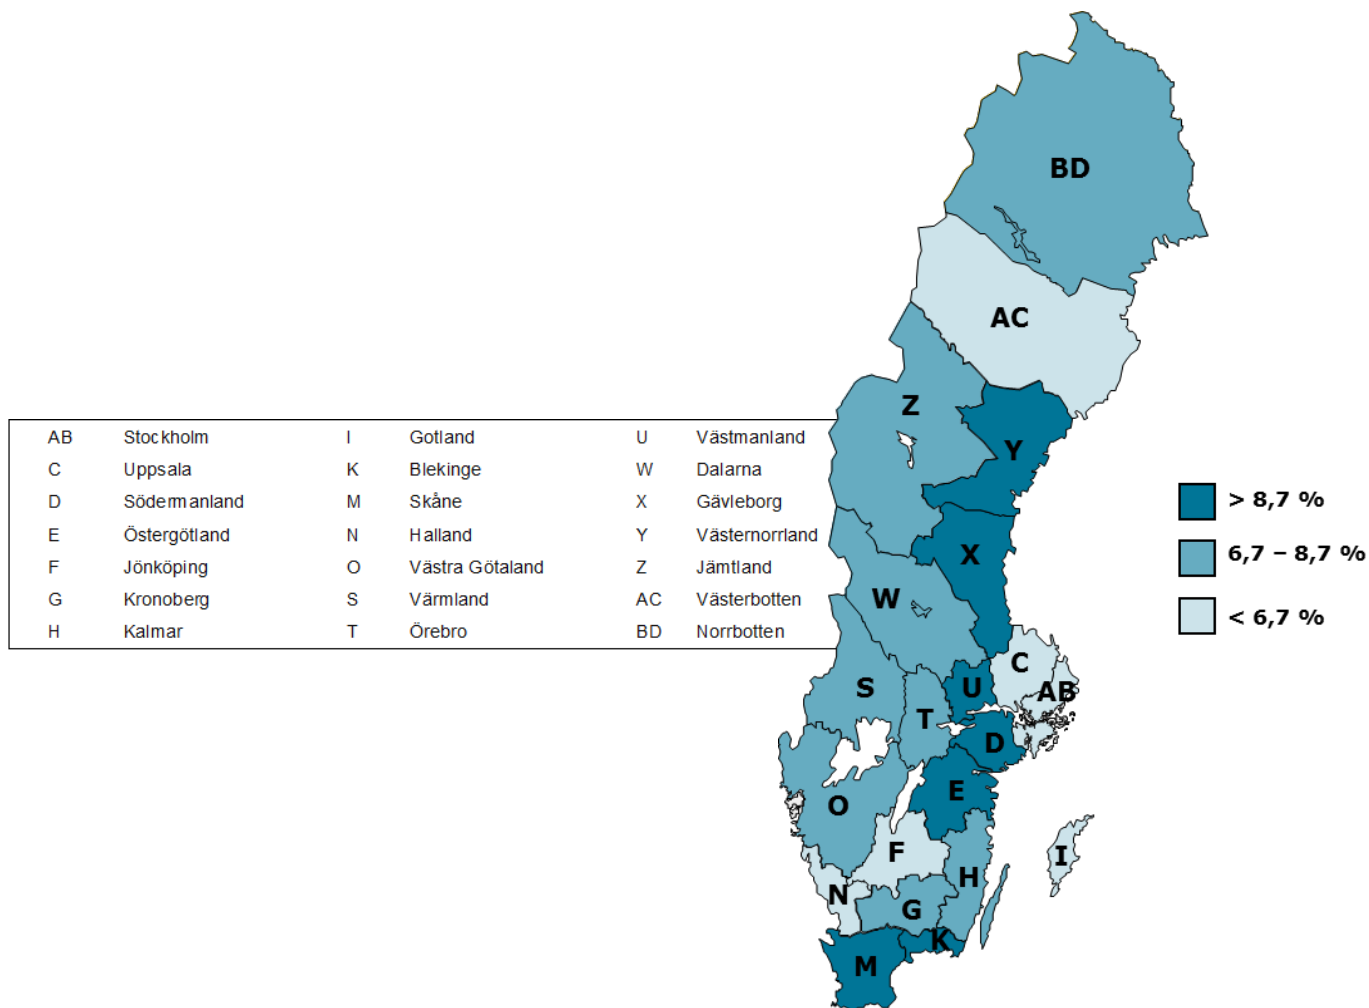 BD
AC
Z
AB Stockholm I Gotland U Västmanland
C Uppsala K Blekinge W Dalarna
Y
D Södermanland M Skåne X Gävleborg
> 8,7 %
E Östergötland N Halland Y Västernorrland
6,7 – 8,7 %
X
F Jönköping O Västra Götaland Z Jämtland
G Kronoberg S Värmland AC Västerbotten
W
< 6,7 %
H Kalmar T Örebro BD Norrbotten
C
S
U
AB
T
D
E
O
F
I
H
N
G
K
M